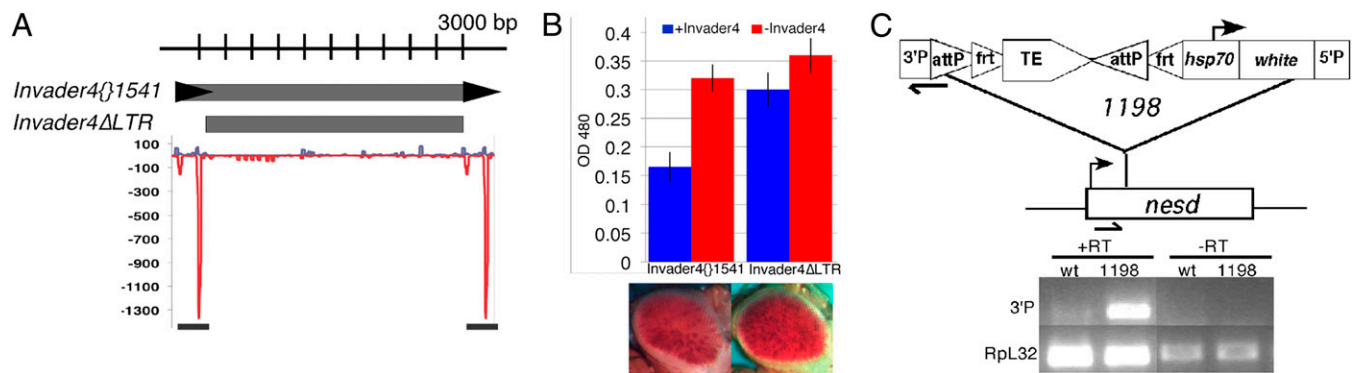 A
3000 bp
Invader4{}1541
Invader4ΔLTR
100
-100
-300
-500
-700
-900
-1100
-1300
B
+Invader4 -Invader4
0.4
0.35
0.3
0.25
0.2
0.15
0.1
0.05
0
OD 480
Invader4{}1541 Invader4ΔLTR
C
3'P attP frt TE attP frt hsp70 white 5'P
1198
nesd
+RT -RT
wt 1198 wt 1198
3'P
RpL32